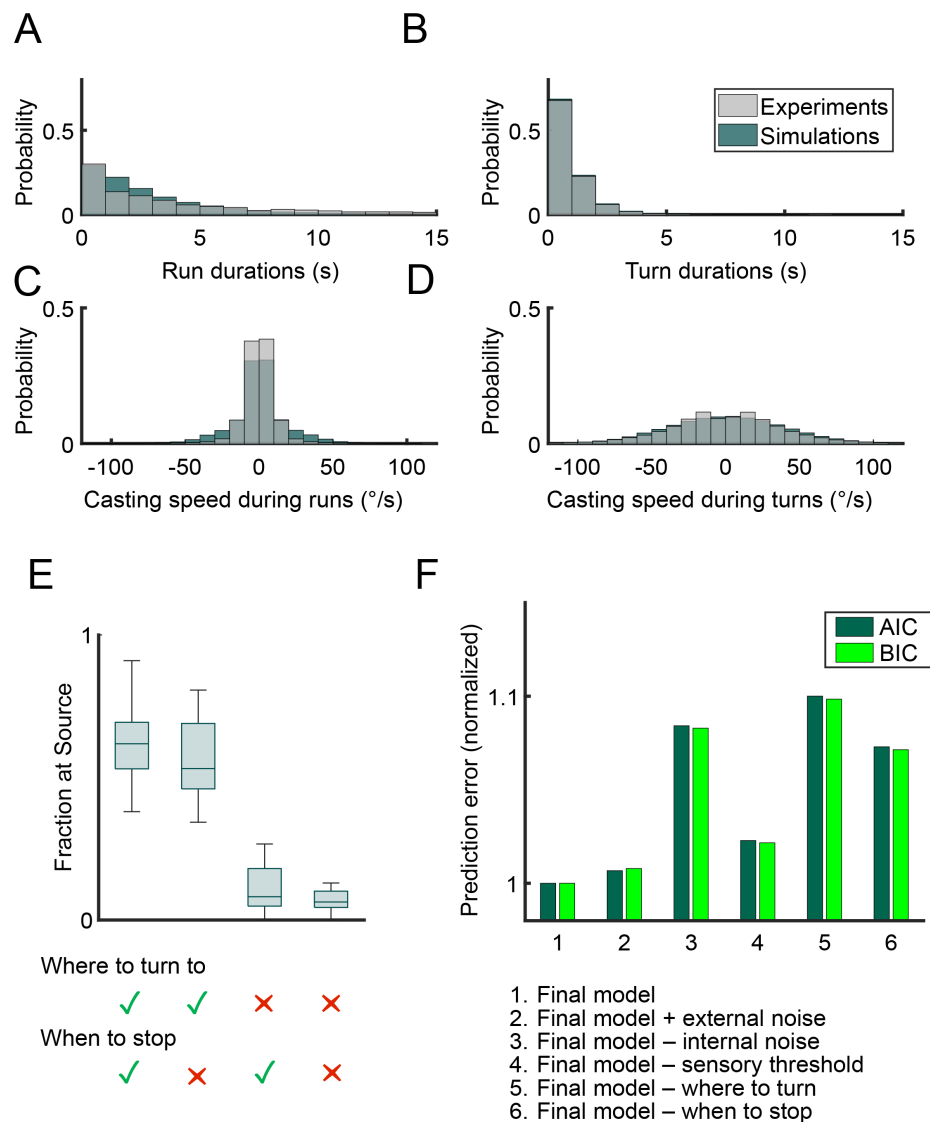 A
B
Probability
0.5
0
0
5
10
15
Run durations (s)
Probability
0.5
0
0
5
10
15
Turn durations (s)
Experiments
Simulations
C
D
Probability
0.5
0
-100
-50
0
50
100
Casting speed during runs (°/s)
Probability
0.5
0
-100
-50
0
50
100
Casting speed during turns (°/s)
E
F
Fraction at Source
1
0
Where to turn to
When to stop
Prediction error (normalized)
1.1
1
AIC
BIC
1
2
3
4
5
6
1. Final model
2. Final model + external noise
3. Final model – internal noise
4. Final model – sensory threshold
5. Final model – where to turn
6. Final model – when to stop